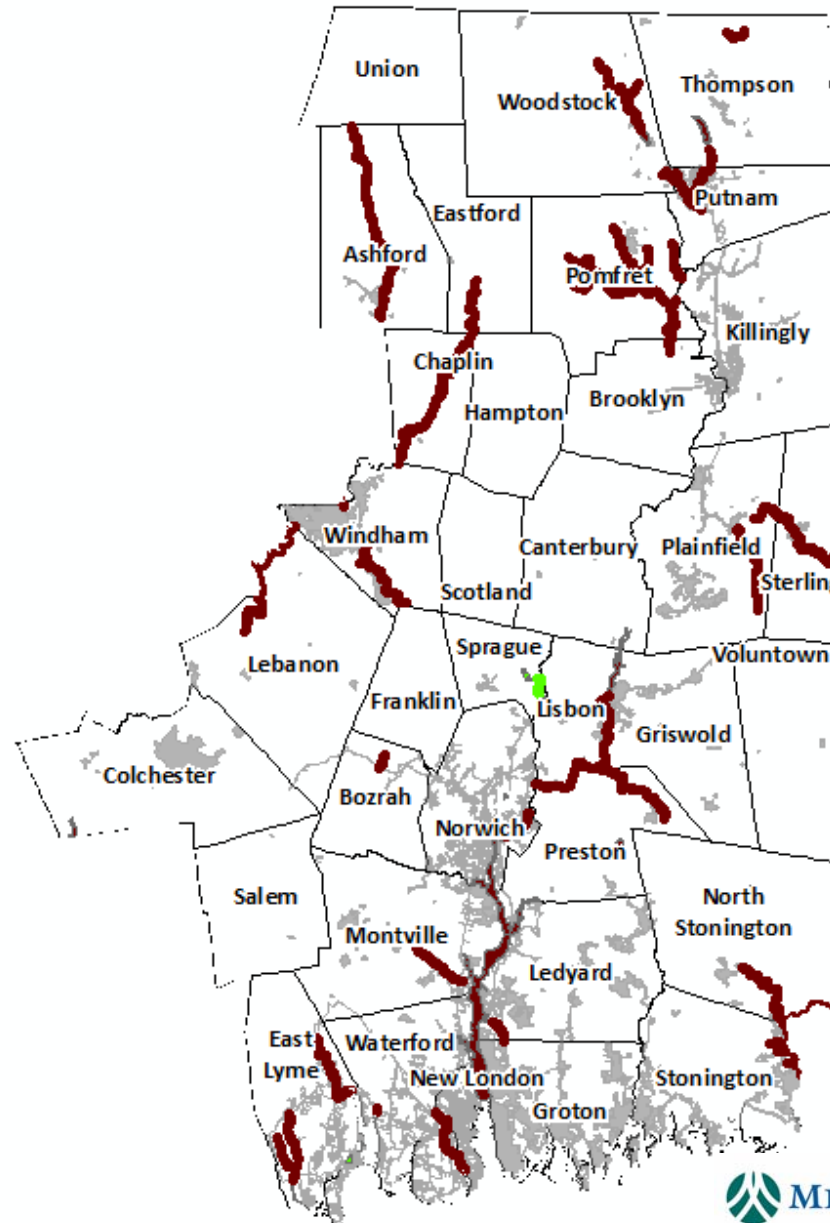 Union
Thompson
Woodstock
Putnam
Eastford
Ashford
Pomfret
Killingly
Chaplin
Brooklyn
Hampton
Windham
Canterbury
Plainfield
Scotland
Sprague
Voluntown
Lebanon
Franklin
Lisbon
Griswold
Colchester
Bozrah
Norwich
Preston
Salem
North
Stonington
Montville
Ledyard
East
Lyme
Waterford
New London
Stonington
Groton